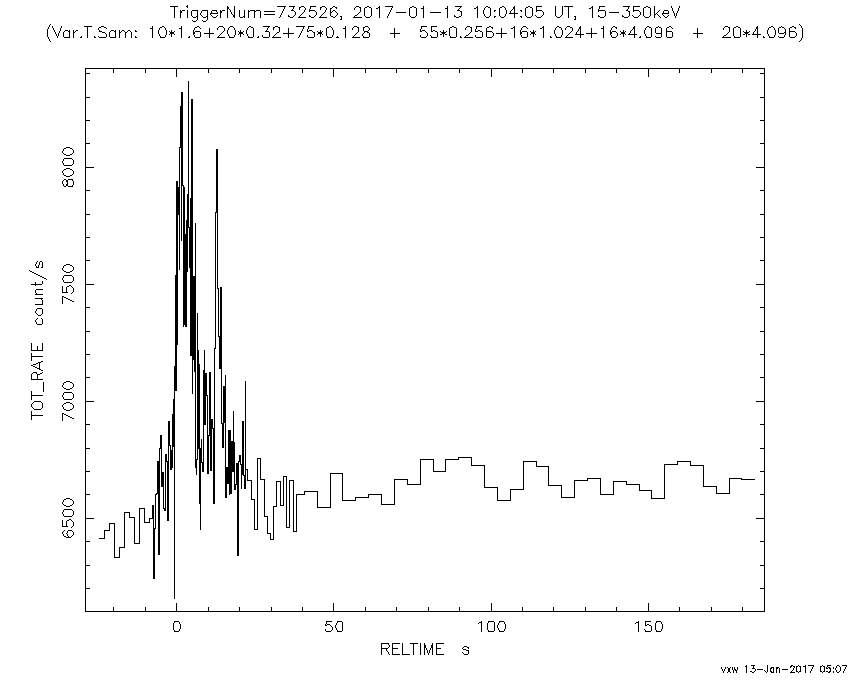 TriggerNum=732526, 2017-01-13 10:04:05 UT, 15-350keV
(Var.T.Sam: 10*1.6+20*0.32+75*0.128 + 55*0.256+16*1.024+16*4.096 + 20*4.096)
8000
7500
7000
6500
TOT_RATE count/s
0 50 100 150
RELTIME s
vxw 13-Jan-2017 05:07